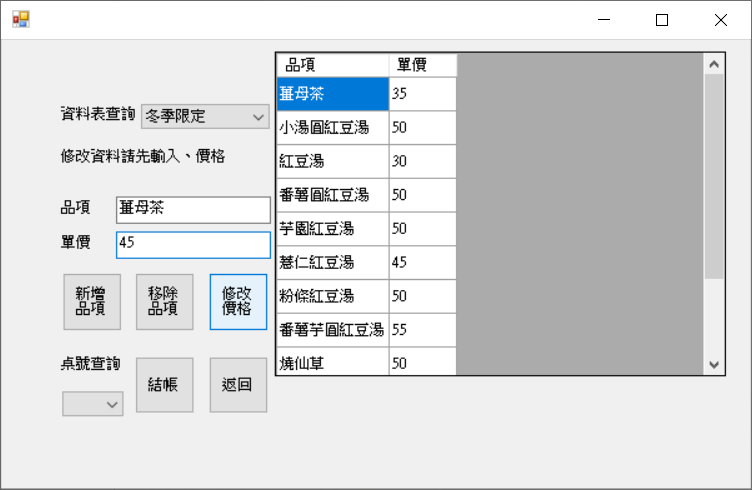 品項 單價
薑母茶 35
小湯圓紅豆湯 50
紅豆湯 30
番薯圓紅豆湯 50
芋園紅豆湯 50
薏仁紅豆湯 45
粉條紅豆湯 50
番薯芋圓紅豆湯 55
燒仙草 50
資料表查詢 冬季限定
修改資料請先輸入、價格
品項 薑母茶
單價 45
新增
品項
移除
品項
修改
價格
桌號查詢
結帳
返回